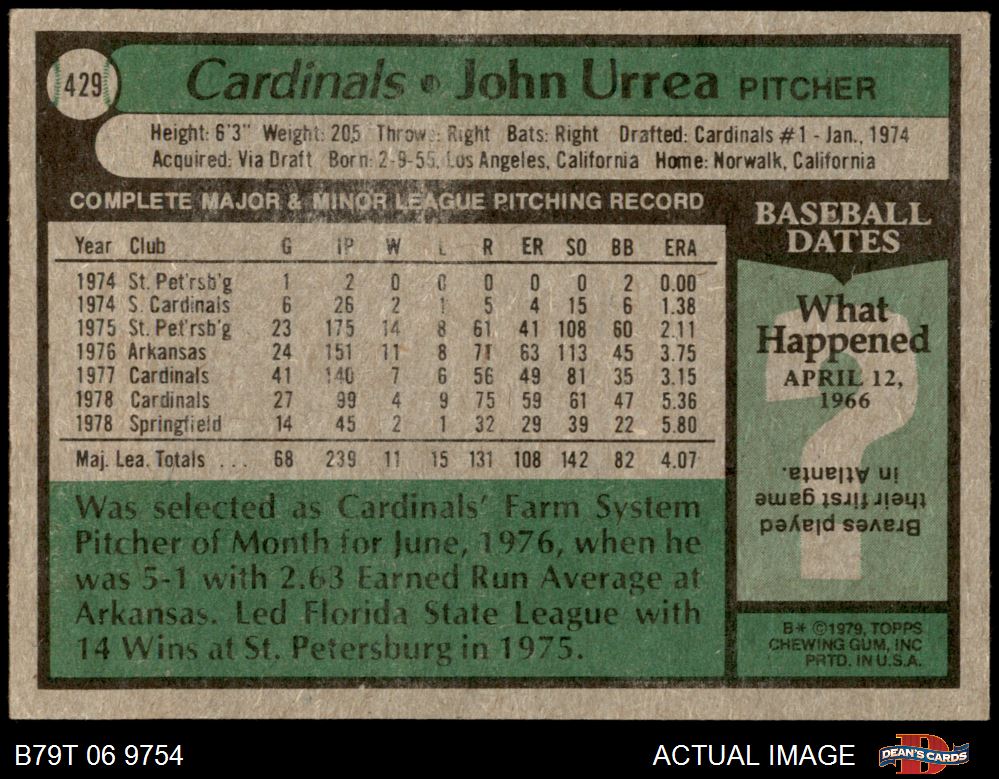 429
Cardinals • John Urrea PITCHER
Height: 6'3" Weight: 205 Throws: Right Bats: Right Drafted: Cardinals #1 - Jan., 1974
Acquired: Via Draft Born: 2-9-55, Los Angeles, California Home: Norwalk, California
COMPLETE MAJOR & MINOR LEAGUE PITCHING RECORD
Year Club G IP W L R ER SO BB ERA
1974 St. Pet'rsb'g 1 2 0 0 0 0 0 2 0.00
1974 S. Cardinals 6 26 2 1 5 4 15 6 1.38
1975 St. Pet'rsb'g 23 175 14 8 61 41 108 60 2.11
1976 Arkansas 24 151 11 8 71 63 113 45 3.75
1977 Cardinals 41 140 7 6 56 49 81 35 3.15
1978 Cardinals 27 99 4 9 75 59 61 47 5.36
1978 Springfield 14 45 2 1 32 29 39 22 5.80
Maj. Lea. Totals ... 68 239 11 15 131 108 142 82 4.07
Was selected as Cardinals' Farm System
Pitcher of Month for June, 1976, when he
was 5-1 with 2.63 Earned Run Average at
Arkansas. Led Florida State League with
14 Wins at St. Petersburg in 1975.
BASEBALL
DATES
What
Happened
APRIL 12,
1966
Braves played
their first game
in Atlanta.
B* ©1979, TOPPS
CHEWING GUM, INC
PRTD. IN U.S.A.
B79T 06 9754
ACTUAL IMAGE
DEAN'S CARDS